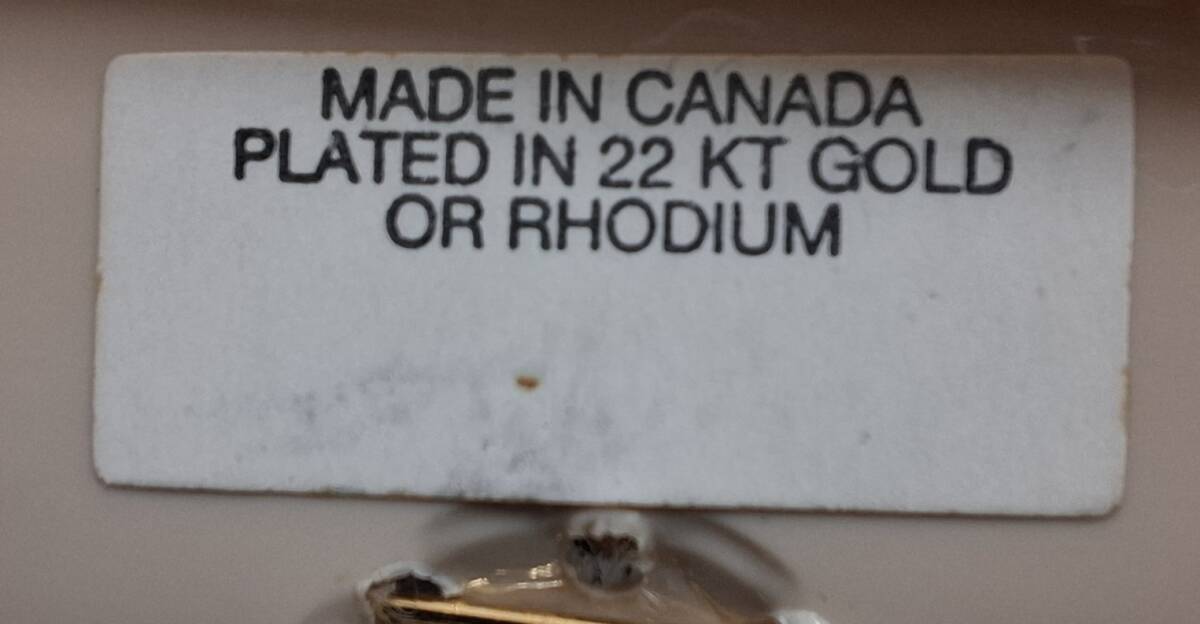 MADE IN CANADA
PLATED IN 22 KT GOLD
OR RHODIUM